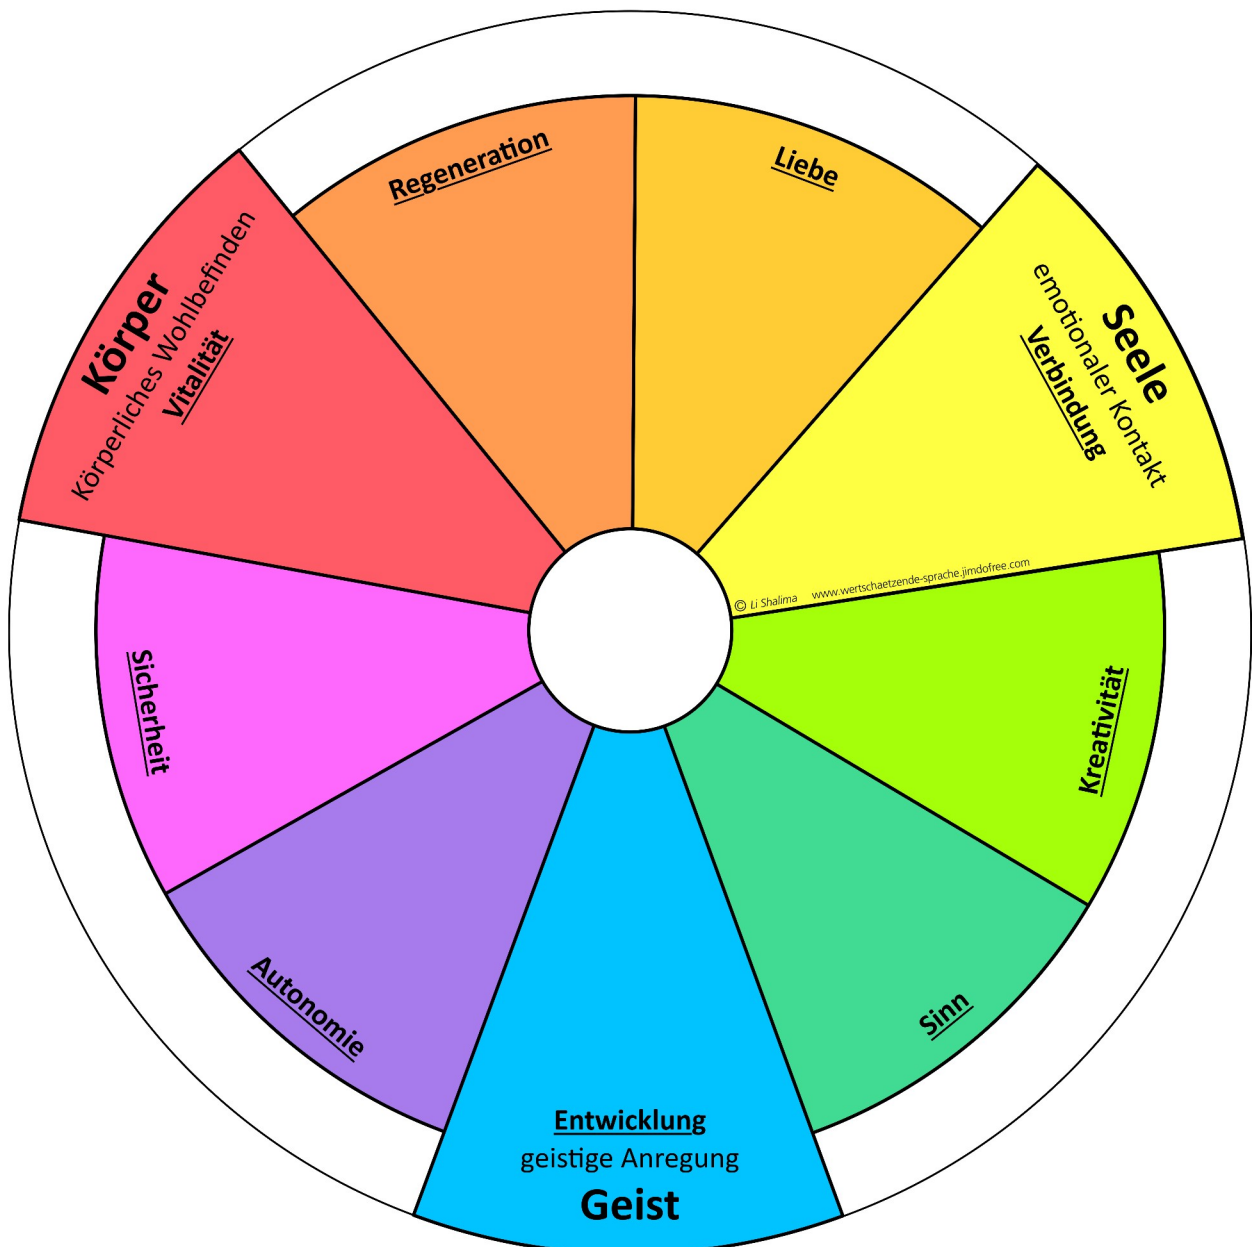 Regeneration
Liebe
Körper
Körperliches Wohlbefinden
Vitalität
Seele
emotionaler Kontakt
Verbindung
© Li Shalima www.wertschaetzende-sprache.jimdofree.com
Sicherheit
Kreativität
Autonomie
Sinn
Entwicklung
geistige Anregung
Geist